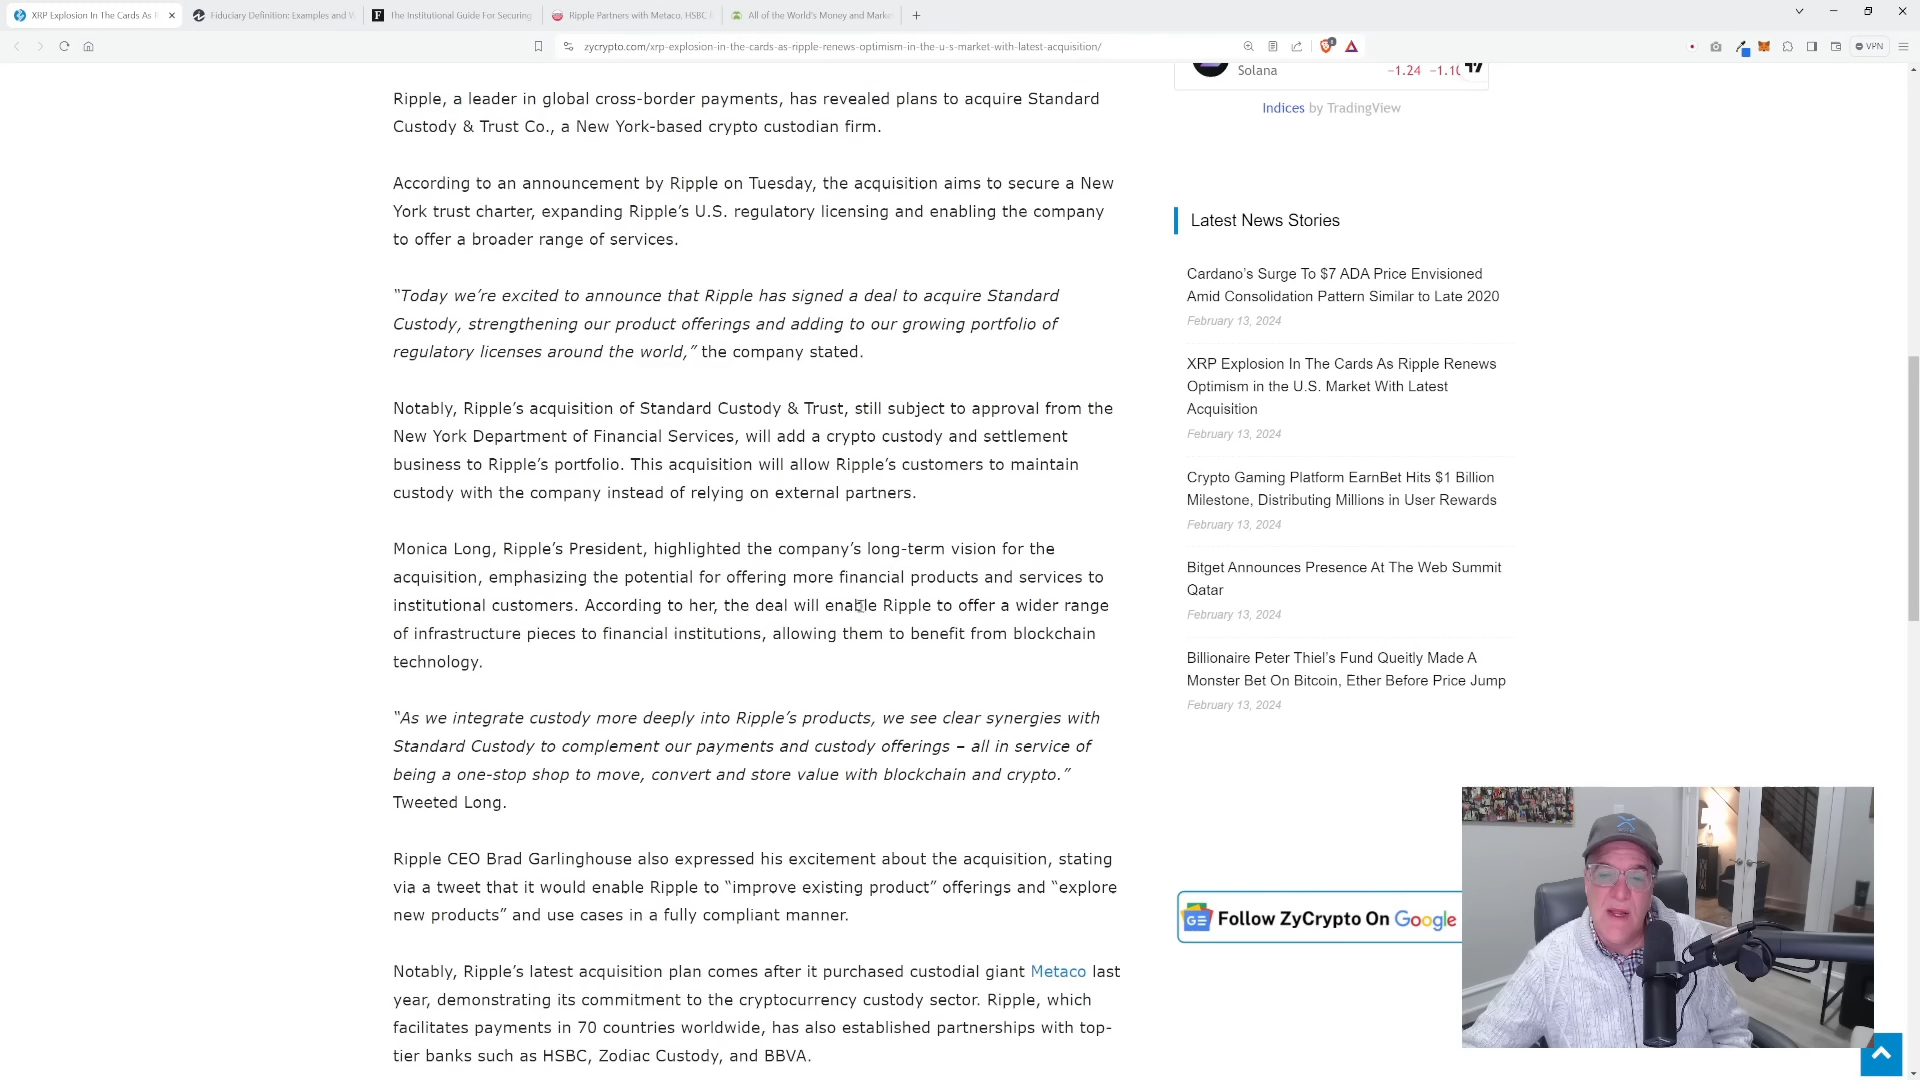 XRP Explosion In The Cards As R
Fiduciary Definition: Examples and W
The Institutional Guide For Securing
Ripple Partners with Metaco, HSBC
All of the World's Money and Marke
zycrypto.com/xrp-explosion-in-the-cards-as-ripple-renews-optimism-in-the-u-s-market-with-latest-acquisition/
VPN
Ripple, a leader in global cross-border payments, has revealed plans to acquire Standard
Custody & Trust Co., a New York-based crypto custodian firm.
According to an announcement by Ripple on Tuesday, the acquisition aims to secure a New
York trust charter, expanding Ripple’s U.S. regulatory licensing and enabling the company
to offer a broader range of services.
“Today we’re excited to announce that Ripple has signed a deal to acquire Standard
Custody, strengthening our product offerings and adding to our growing portfolio of
regulatory licenses around the world,” the company stated.
Notably, Ripple’s acquisition of Standard Custody & Trust, still subject to approval from the
New York Department of Financial Services, will add a crypto custody and settlement
business to Ripple’s portfolio. This acquisition will allow Ripple’s customers to maintain
custody with the company instead of relying on external partners.
Monica Long, Ripple’s President, highlighted the company’s long-term vision for the
acquisition, emphasizing the potential for offering more financial products and services to
institutional customers. According to her, the deal will enable Ripple to offer a wider range
of infrastructure pieces to financial institutions, allowing them to benefit from blockchain
technology.
“As we integrate custody more deeply into Ripple’s products, we see clear synergies with
Standard Custody to complement our payments and custody offerings – all in service of
being a one-stop shop to move, convert and store value with blockchain and crypto.”
Tweeted Long.
Ripple CEO Brad Garlinghouse also expressed his excitement about the acquisition, stating
via a tweet that it would enable Ripple to “improve existing product” offerings and “explore
new products” and use cases in a fully compliant manner.
Notably, Ripple’s latest acquisition plan comes after it purchased custodial giant Metaco last
year, demonstrating its commitment to the cryptocurrency custody sector. Ripple, which
facilitates payments in 70 countries worldwide, has also established partnerships with top-
tier banks such as HSBC, Zodiac Custody, and BBVA.
Solana −1.24
Indices by TradingView
Latest News Stories
Cardano’s Surge To $7 ADA Price Envisioned
Amid Consolidation Pattern Similar to Late 2020
February 13, 2024
XRP Explosion In The Cards As Ripple Renews
Optimism in the U.S. Market With Latest
Acquisition
February 13, 2024
Crypto Gaming Platform EarnBet Hits $1 Billion
Milestone, Distributing Millions in User Rewards
February 13, 2024
Bitget Announces Presence At The Web Summit
Qatar
February 13, 2024
Billionaire Peter Thiel’s Fund Queitly Made A
Monster Bet On Bitcoin, Ether Before Price Jump
February 13, 2024
GE Follow ZyCrypto On Google